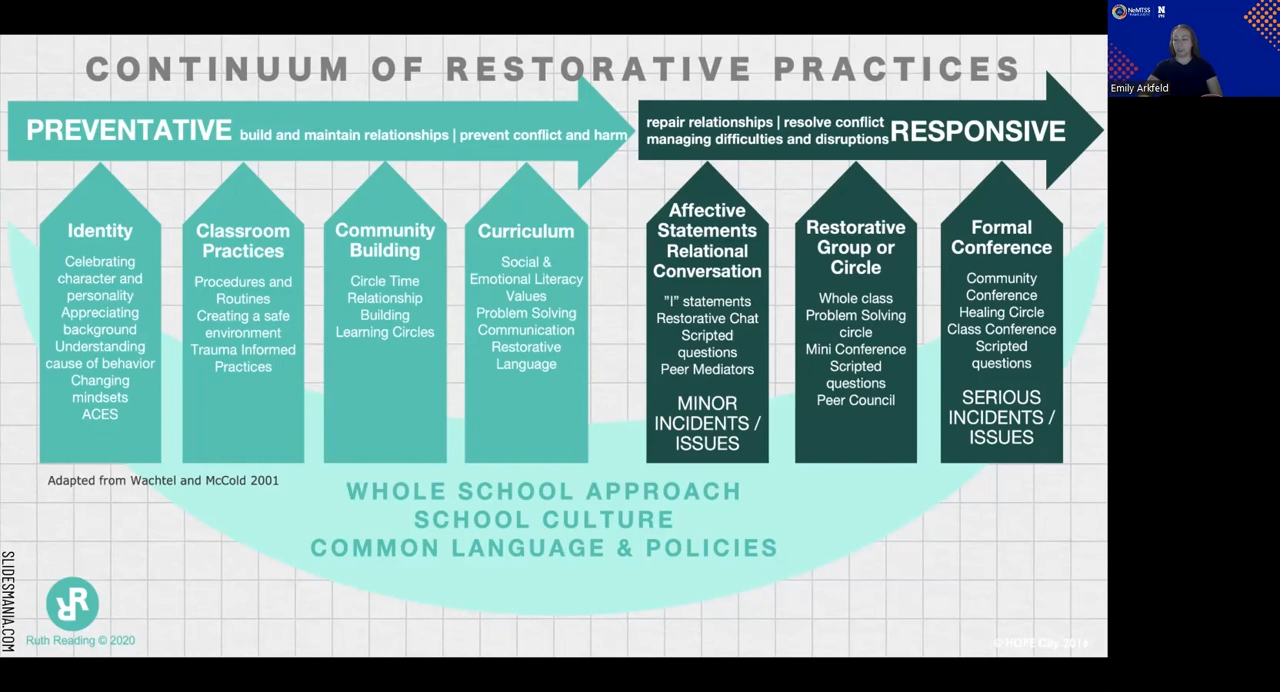 CONTINUUM OF RESTORATIVE PRACTICES
PREVENTATIVE build and maintain relationships | prevent conflict and harm
repair relationships | resolve conflict
managing difficulties and disruptions
RESPONSIVE
Identity
Celebrating
character and
personality
Appreciating
background
Understanding
cause of behavior
Changing
mindsets
ACES
Classroom
Practices
Procedures and
Routines
Creating a safe
environment
Trauma Informed
Practices
Community
Building
Circle Time
Relationship
Building
Learning Circles
Curriculum
Social &
Emotional Literacy
Values
Problem Solving
Communication
Restorative
Language
Affective
Statements
Relational
Conversation
"I" statements
Restorative Chat
Scripted
questions
Peer Mediators
MINOR
INCIDENTS /
ISSUES
Restorative
Group or
Circle
Whole class
Problem Solving
circle
Mini Conference
Scripted
questions
Peer Council
Formal
Conference
Community
Conference
Healing Circle
Class Conference
Scripted
questions
SERIOUS
INCIDENTS /
ISSUES
Adapted from Wachtel and McCold 2001
WHOLE SCHOOL APPROACH
SCHOOL CULTURE
COMMON LANGUAGE & POLICIES
SLIDESMANIA.COM
RR
Ruth Reading © 2020
© HOPE City
NeMTSS
N
Emily Arkfeld